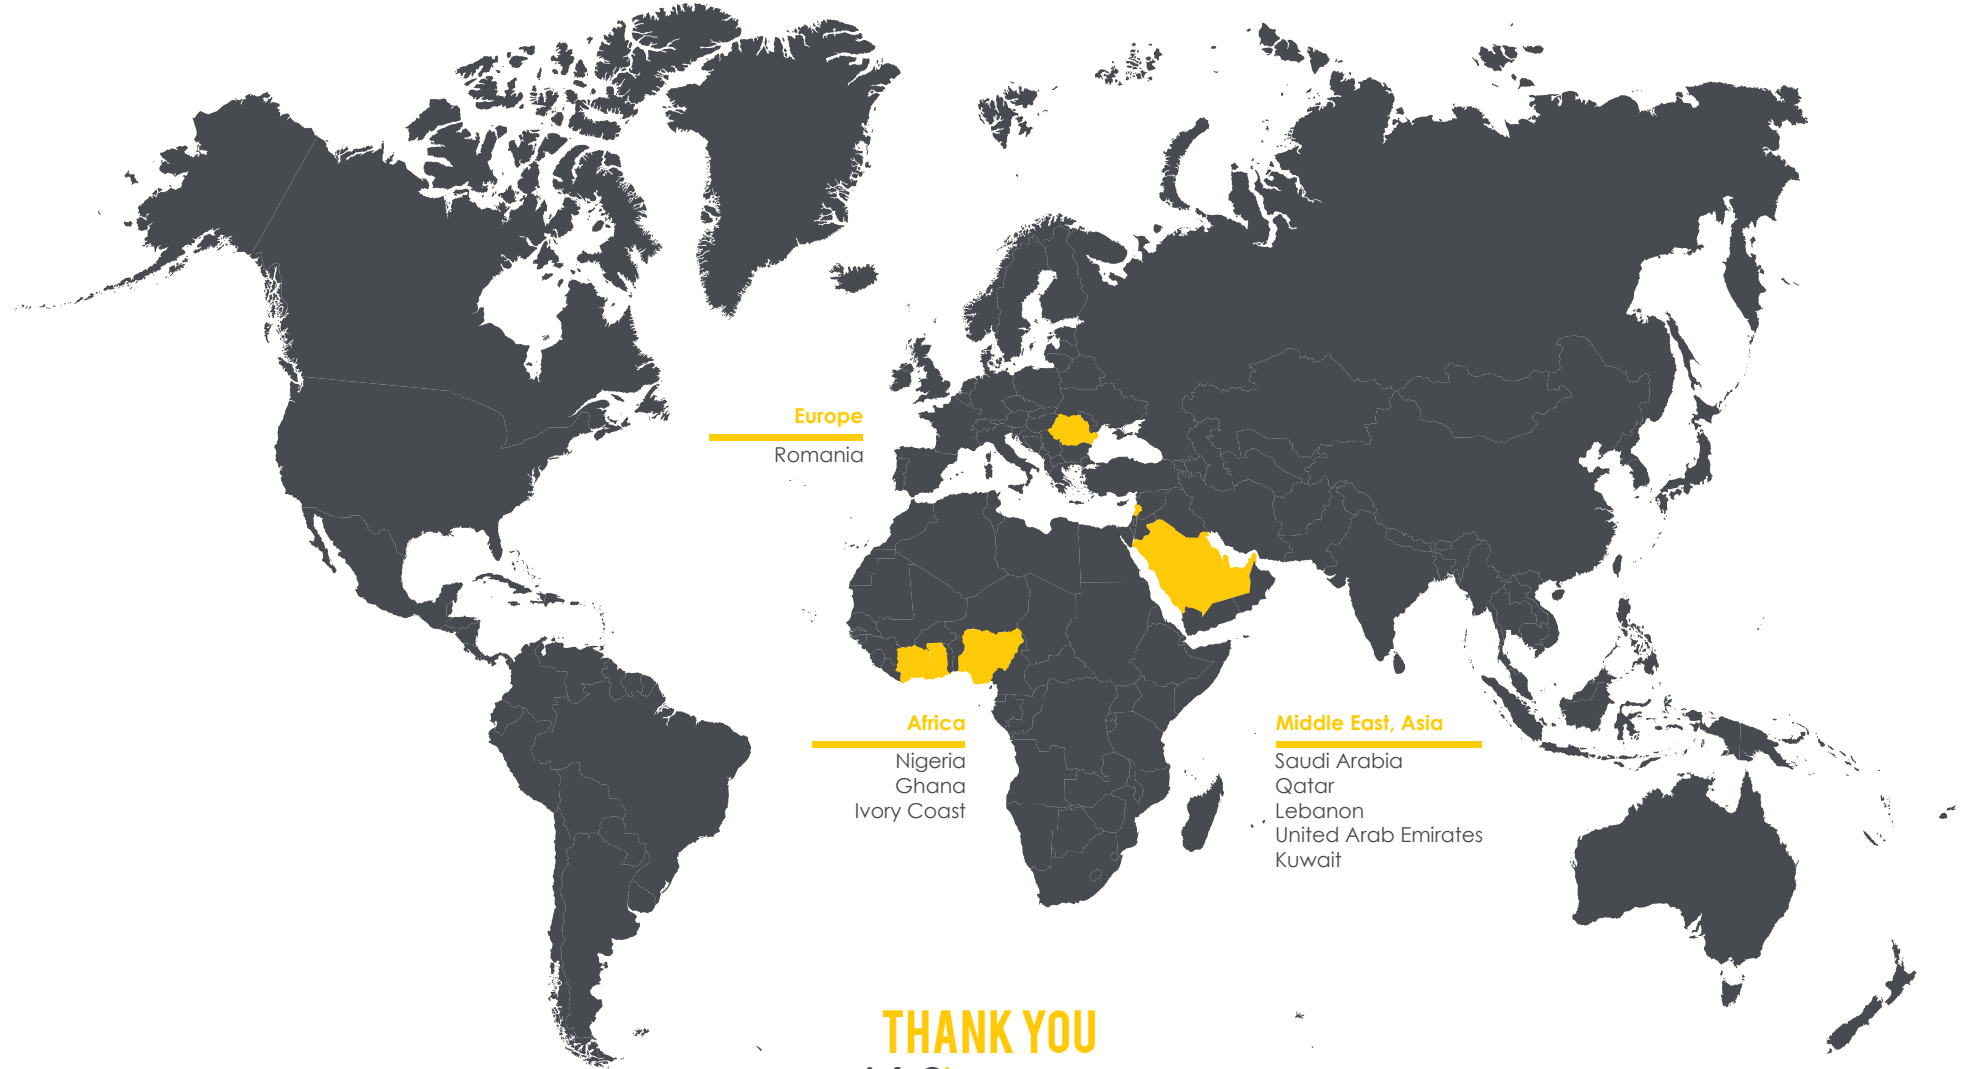 Europe
Romania
Africa
Nigeria
Ghana
Ivory Coast
Middle East, Asia
Saudi Arabia
Qatar
Lebanon
United Arab Emirates
Kuwait
THANK YOU